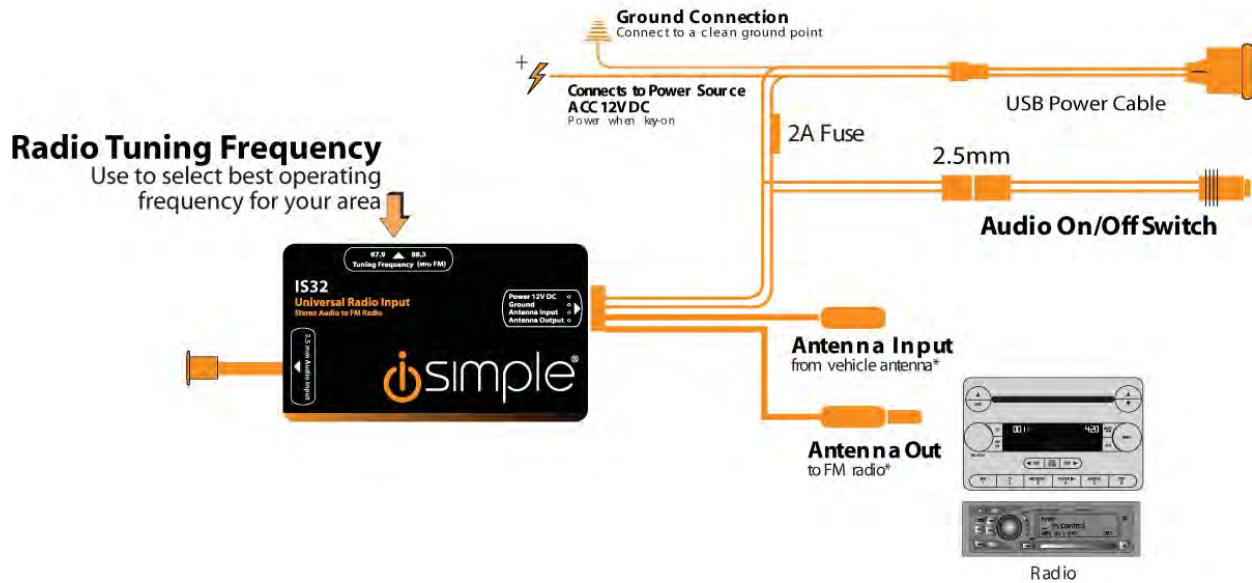 Ground Connection
Connect to a clean ground point
+
Connects to Power Source
ACC 12V DC
Power when key-on
USB Power Cable
2A Fuse
2.5mm
Audio On/Off Switch
Radio Tuning Frequency
Use to select best operating
frequency for your area
87.9 88.3
Tuning Frequency (MHz FM)
IS32
Universal Radio Input
Stereo Audio to FM Radio
Power 12V DC
Ground
Antenna Input
Antenna Output
3.5 mm Audio Input
isimple®
Antenna Input
from vehicle antenna*
Antenna Out
to FM radio*
Radio